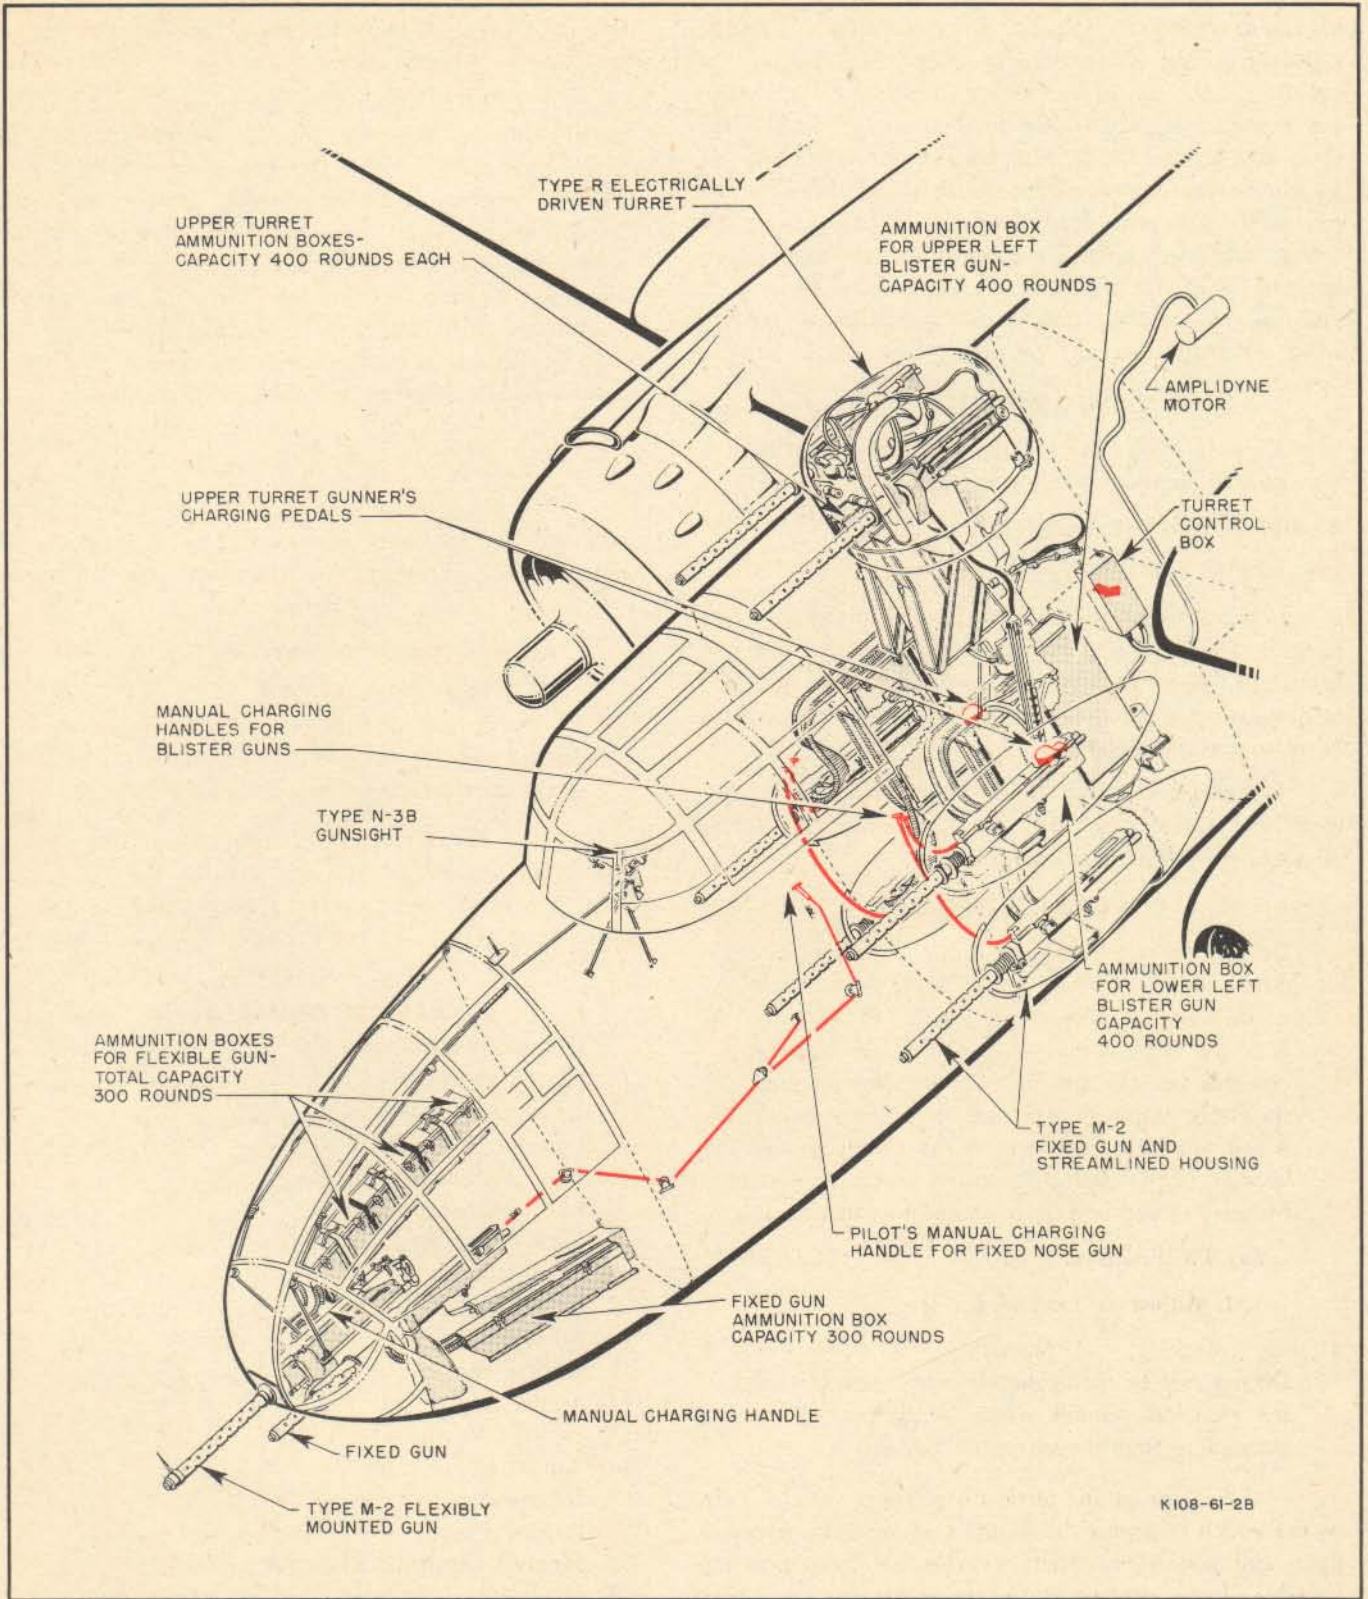 TYPE R ELECTRICALLY
DRIVEN TURRET
UPPER TURRET
AMMUNITION BOXES-
CAPACITY 400 ROUNDS EACH
AMMUNITION BOX
FOR UPPER LEFT
BLISTER GUN-
CAPACITY 400 ROUNDS
AMPLIDYNE
MOTOR
UPPER TURRET GUNNER'S
CHARGING PEDALS
TURRET
CONTROL
BOX
MANUAL CHARGING
HANDLES FOR
BLISTER GUNS
TYPE N-3B
GUNSIGHT
AMMUNITION BOX
FOR LOWER LEFT
BLISTER GUN
CAPACITY
400 ROUNDS
AMMUNITION BOXES
FOR FLEXIBLE GUN-
TOTAL CAPACITY
300 ROUNDS
TYPE M-2
FIXED GUN AND
STREAMLINED HOUSING
PILOT'S MANUAL CHARGING
HANDLE FOR FIXED NOSE GUN
FIXED GUN
AMMUNITION BOX
CAPACITY 300 ROUNDS
MANUAL CHARGING HANDLE
FIXED GUN
TYPE M-2 FLEXIBLY
MOUNTED GUN
K108-61-2B